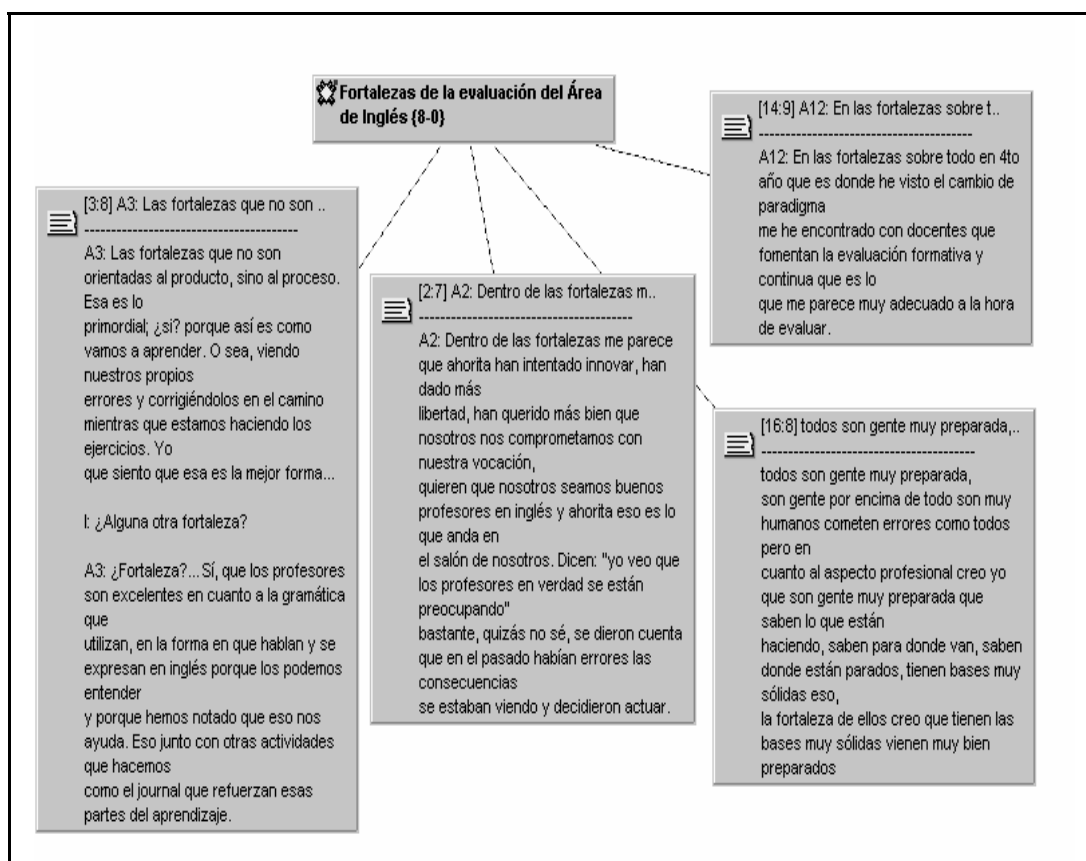 Fortalezas de la evaluación del Área
de Inglés {8-0}
[3:8] A3: Las fortalezas que no son ..
----------------------------------------
A3: Las fortalezas que no son
orientadas al producto, sino al proceso.
Esa es lo
primordial; ¿si? porque así es como
vamos a aprender. O sea, viendo
nuestros propios
errores y corrigiéndolos en el camino
mientras que estamos haciendo los
ejercicios. Yo
que siento que esa es la mejor forma...
I: ¿Alguna otra fortaleza?
A3: ¿Fortaleza?... Sí, que los profesores
son excelentes en cuanto a la gramática
que
utilizan, en la forma en que hablan y se
expresan en inglés porque los podemos
entender
y porque hemos notado que eso nos
ayuda. Eso junto con otras actividades
que hacemos
como el journal que refuerzan esas
partes del aprendizaje.
[2:7] A2: Dentro de las fortalezas m..
----------------------------------------
A2: Dentro de las fortalezas me parece
que ahorita han intentado innovar, han
dado más
libertad, han querido más bien que
nosotros nos comprometamos con
nuestra vocación,
quieren que nosotros seamos buenos
profesores en inglés y ahorita eso es lo
que anda en
el salón de nosotros. Dicen: "yo veo que
los profesores en verdad se están
preocupando"
bastante, quizás no sé, se dieron cuenta
que en el pasado habían errores las
consecuencias
se estaban viendo y decidieron actuar.
[14:9] A12: En las fortalezas sobre t..
----------------------------------------
A12: En las fortalezas sobre todo en 4to
año que es donde he visto el cambio de
paradigma
me he encontrado con docentes que
fomentan la evaluación formativa y
continua que es lo
que me parece muy adecuado a la hora
de evaluar.
[16:8] todos son gente muy preparada,..
----------------------------------------
todos son gente muy preparada,
son gente por encima de todo son muy
humanos cometen errores como todos
pero en
cuanto al aspecto profesional creo yo
que son gente muy preparada que
saben lo que están
haciendo, saben para donde van, saben
donde están parados, tienen bases muy
sólidas eso,
la fortaleza de ellos creo que tienen las
bases muy sólidas vienen muy bien
preparados